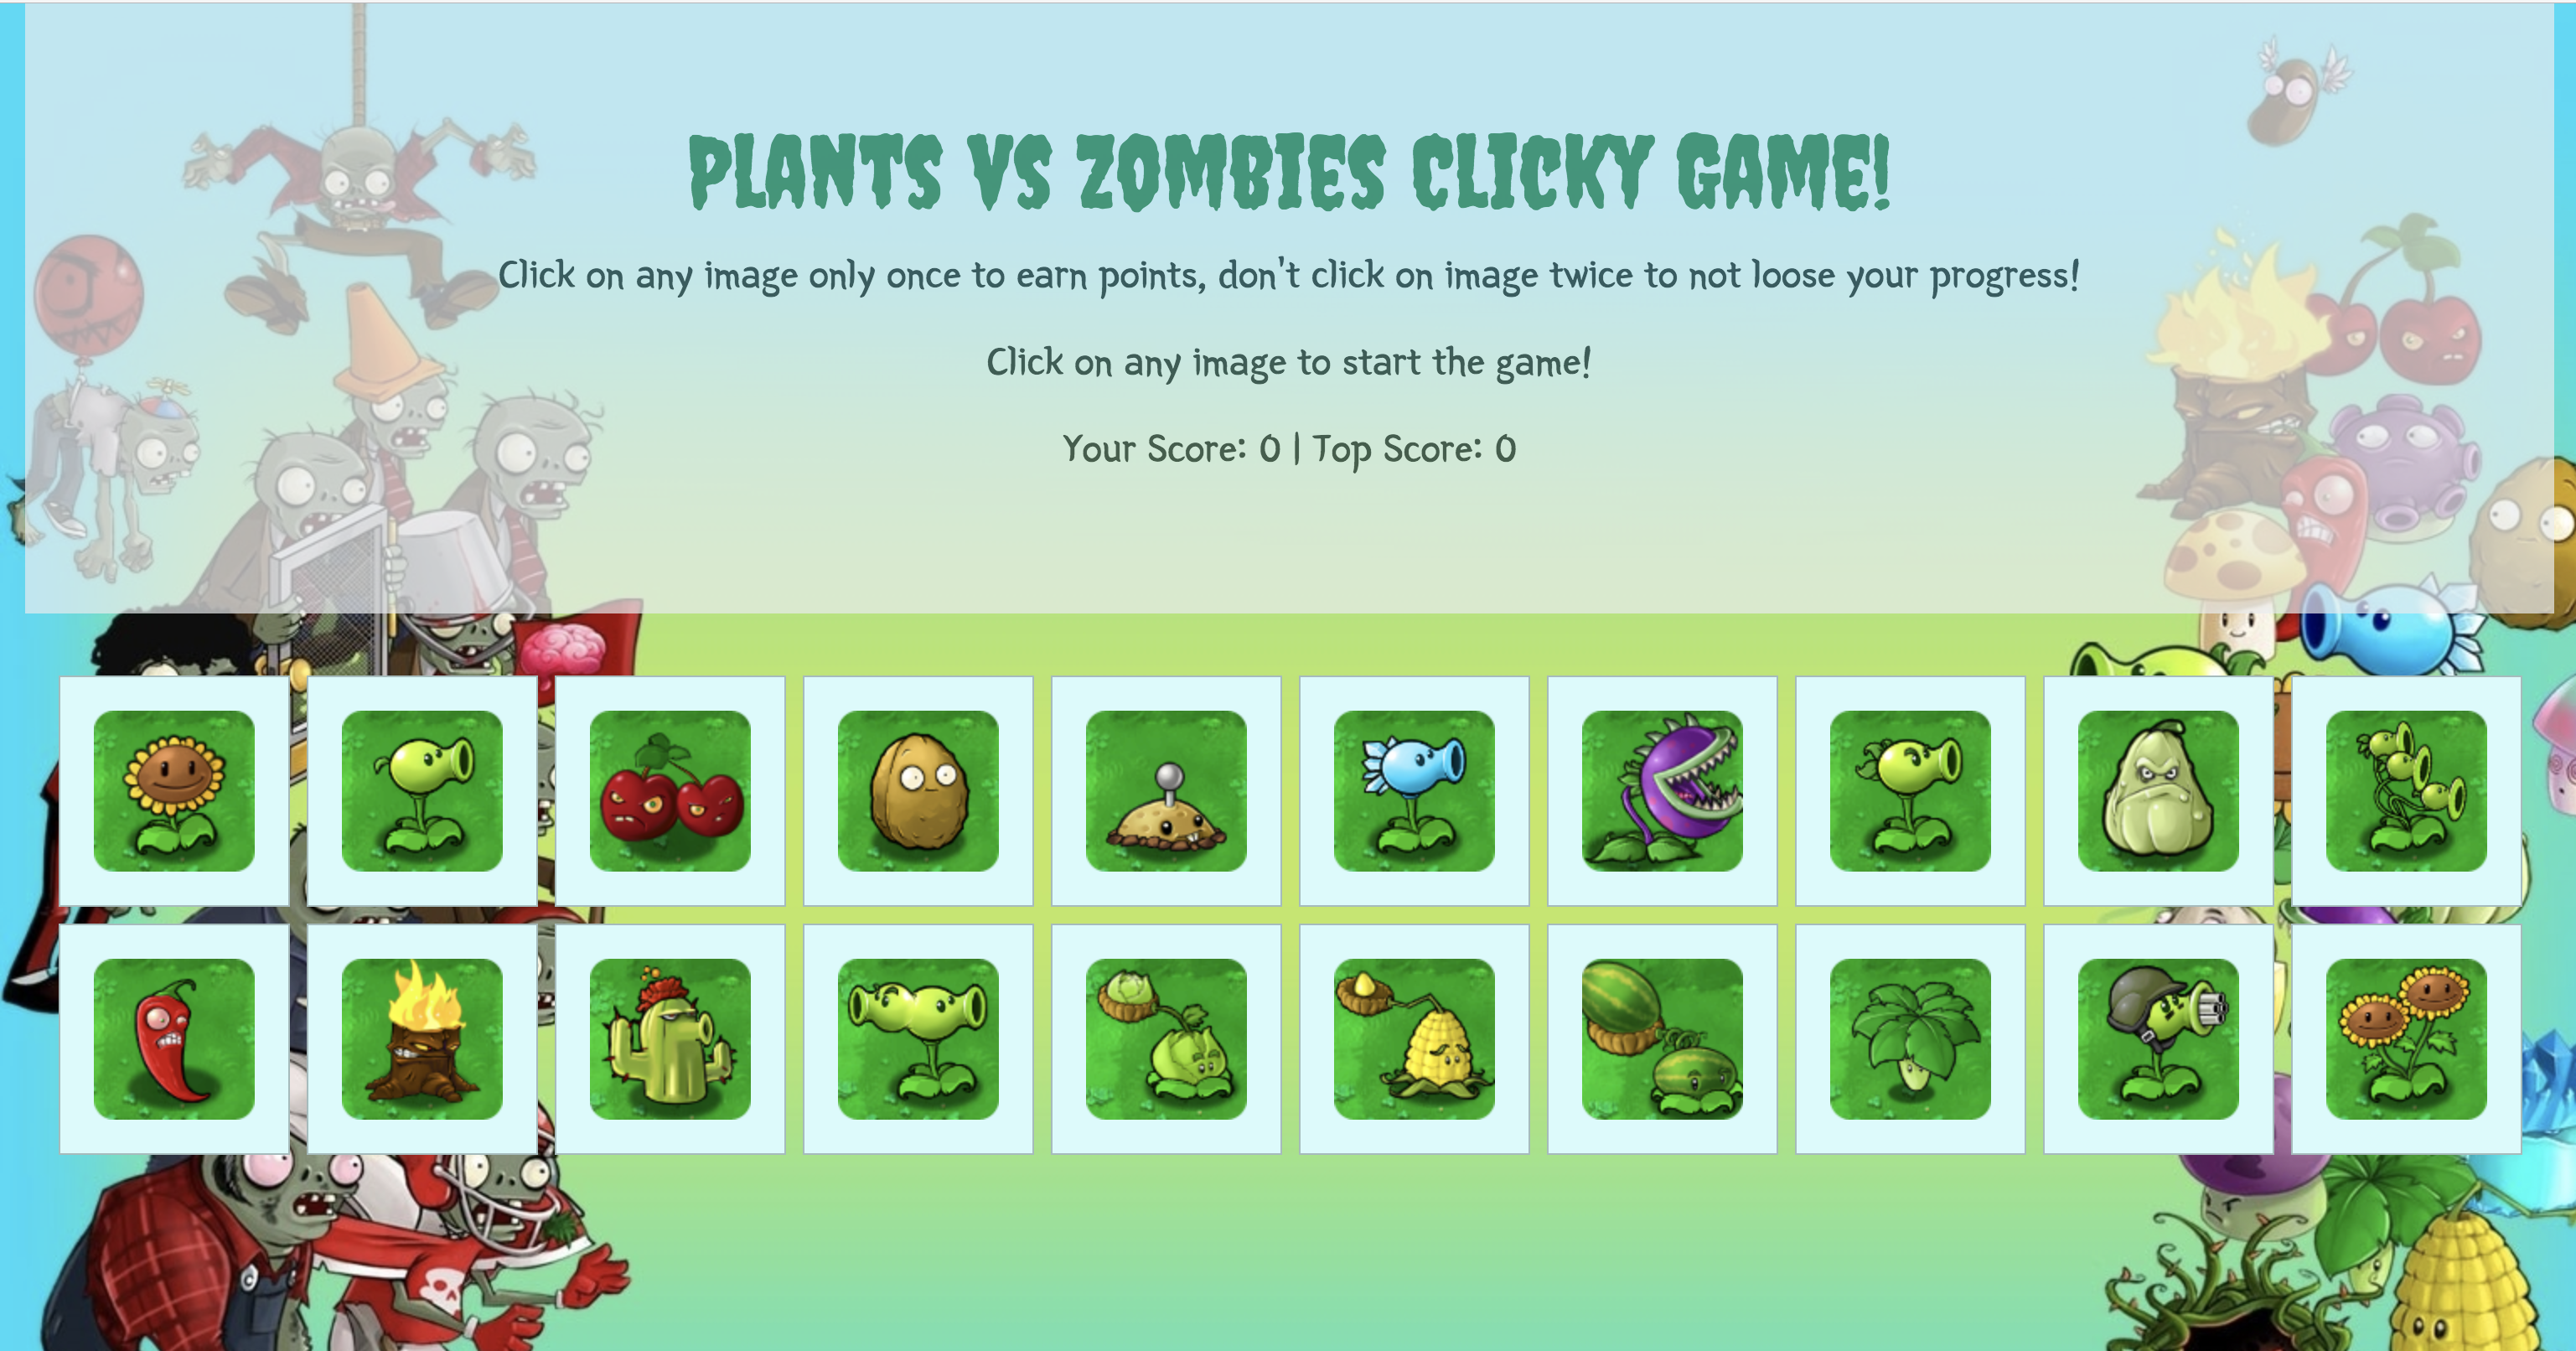 PLANTS VS ZOMBIES CLICKY GAME!
Click on any image only once to earn points, don't click on image twice to not loose your progress!
Click on any image to start the game!
Your Score: 0 | Top Score: 0